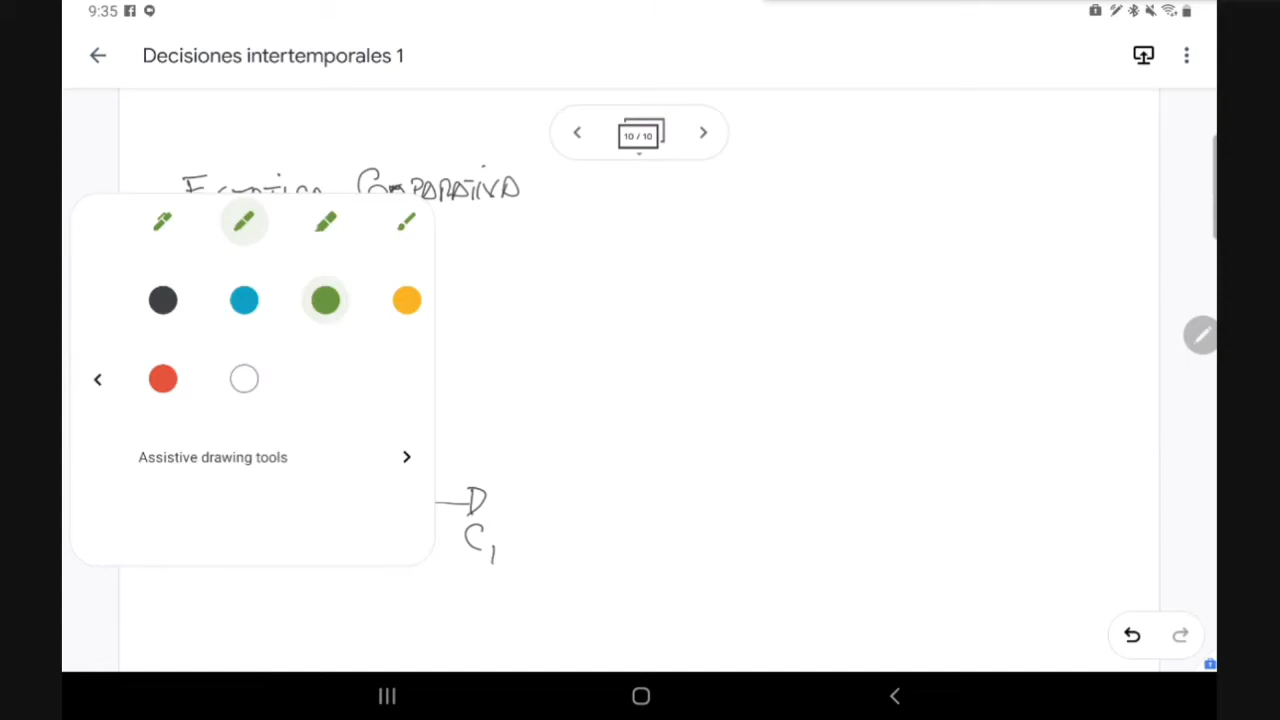 9:35
Decisiones intertemporales 1
10 / 10
COMPARATIVA
Assistive drawing tools
C1